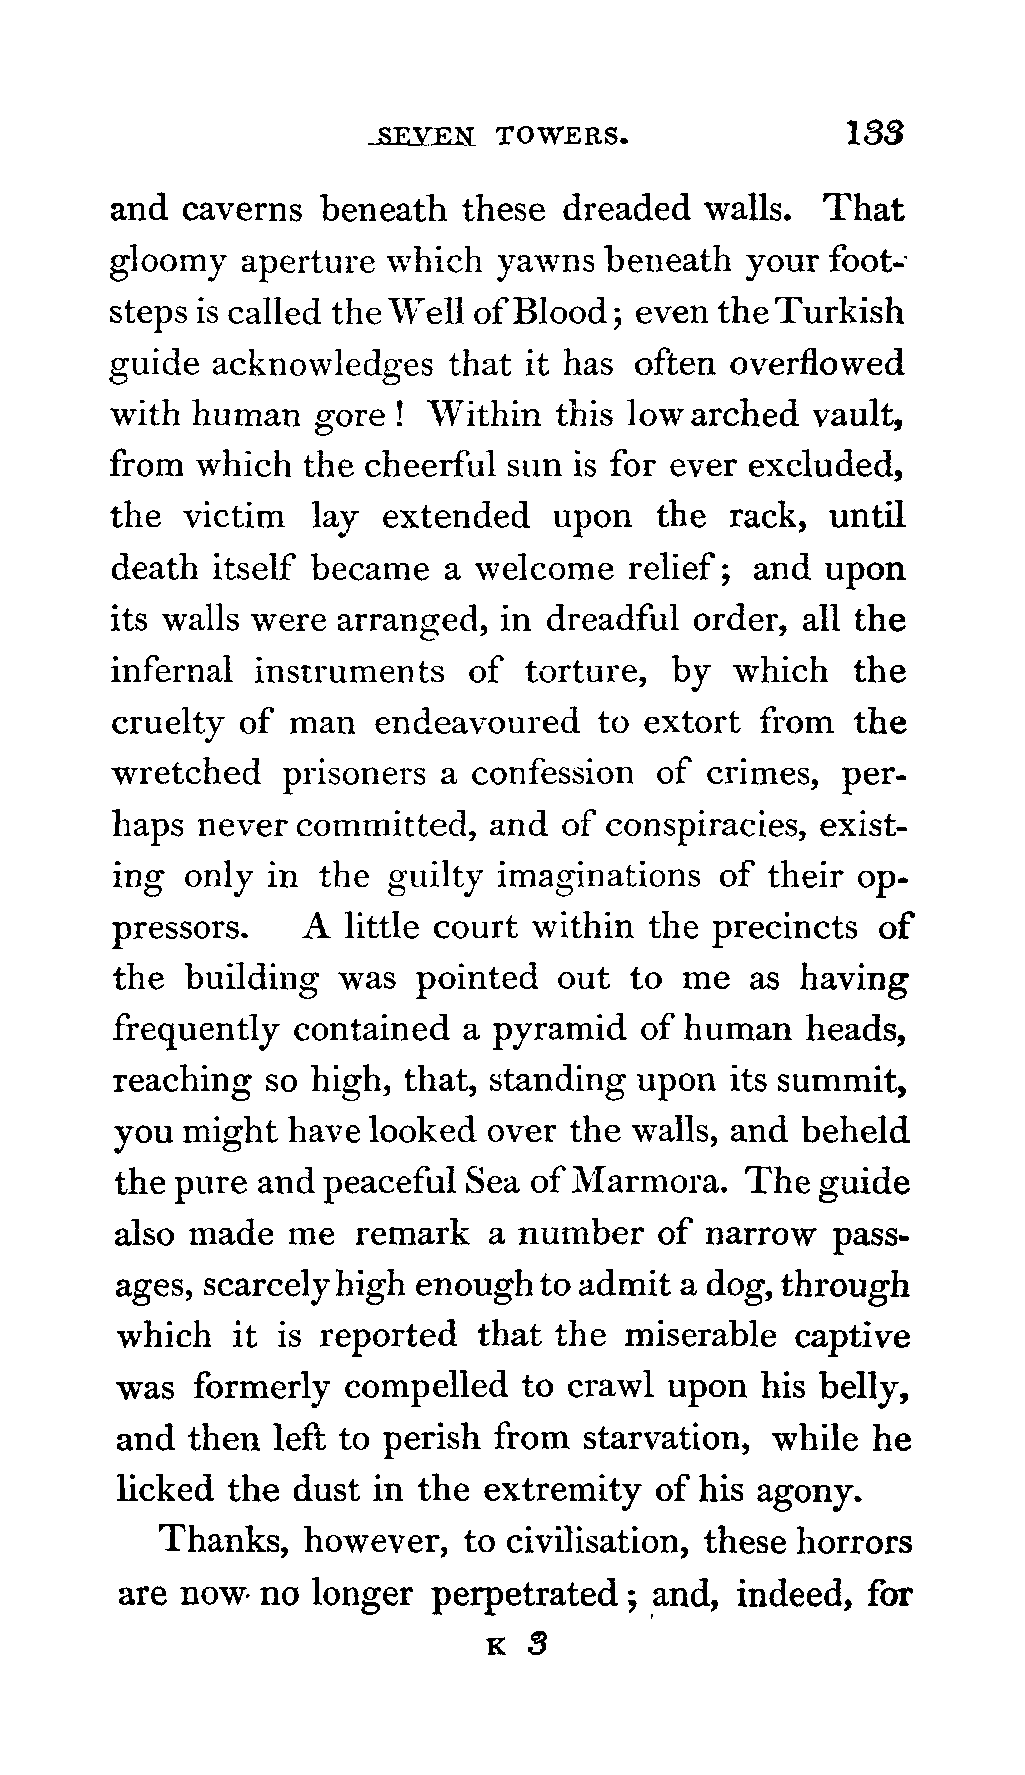 SEVEN TOWERS. 133
and caverns beneath these dreaded walls. That
gloomy aperture which yawns beneath your foot-
steps is called the Well of Blood; even the Turkish
guide acknowledges that it has often overflowed
with human gore! Within this low arched vault,
from which the cheerful sun is for ever excluded,
the victim lay extended upon the rack, until
death itself became a welcome relief; and upon
its walls were arranged, in dreadful order, all the
infernal instruments of torture, by which the
cruelty of man endeavoured to extort from the
wretched prisoners a confession of crimes, per-
haps never committed, and of conspiracies, exist-
ing only in the guilty imaginations of their op-
pressors. A little court within the precincts of
the building was pointed out to me as having
frequently contained a pyramid of human heads,
reaching so high, that, standing upon its summit,
you might have looked over the walls, and beheld
the pure and peaceful Sea of Marmora. The guide
also made me remark a number of narrow pass-
ages, scarcely high enough to admit a dog, through
which it is reported that the miserable captive
was formerly compelled to crawl upon his belly,
and then left to perish from starvation, while he
licked the dust in the extremity of his agony.
Thanks, however, to civilisation, these horrors
are now no longer perpetrated; and, indeed, for
K 3